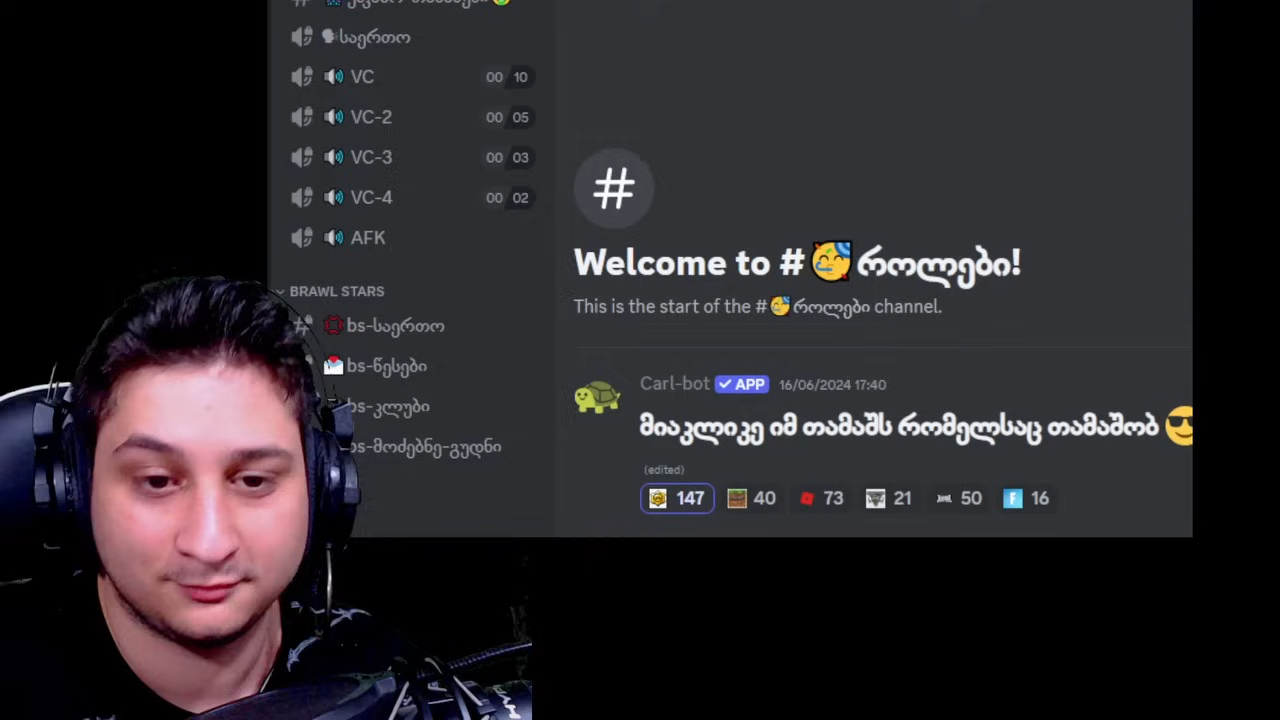 საერთო
VC 00 10
VC-2 00 05
VC-3 00 03
VC-4 00 02
AFK
BRAWL STARS
bs-საერთო
bs-წესები
bs-კლუბი
bs-მოძებნე-გუდნი
#
Welcome to # როლები!
This is the start of the # როლები channel.
Carl-bot APP 16/06/2024 17:40
მიაკლიკე იმ თამაშს რომელსაც თამაშობ
(edited)
147 40 73 21 50 16